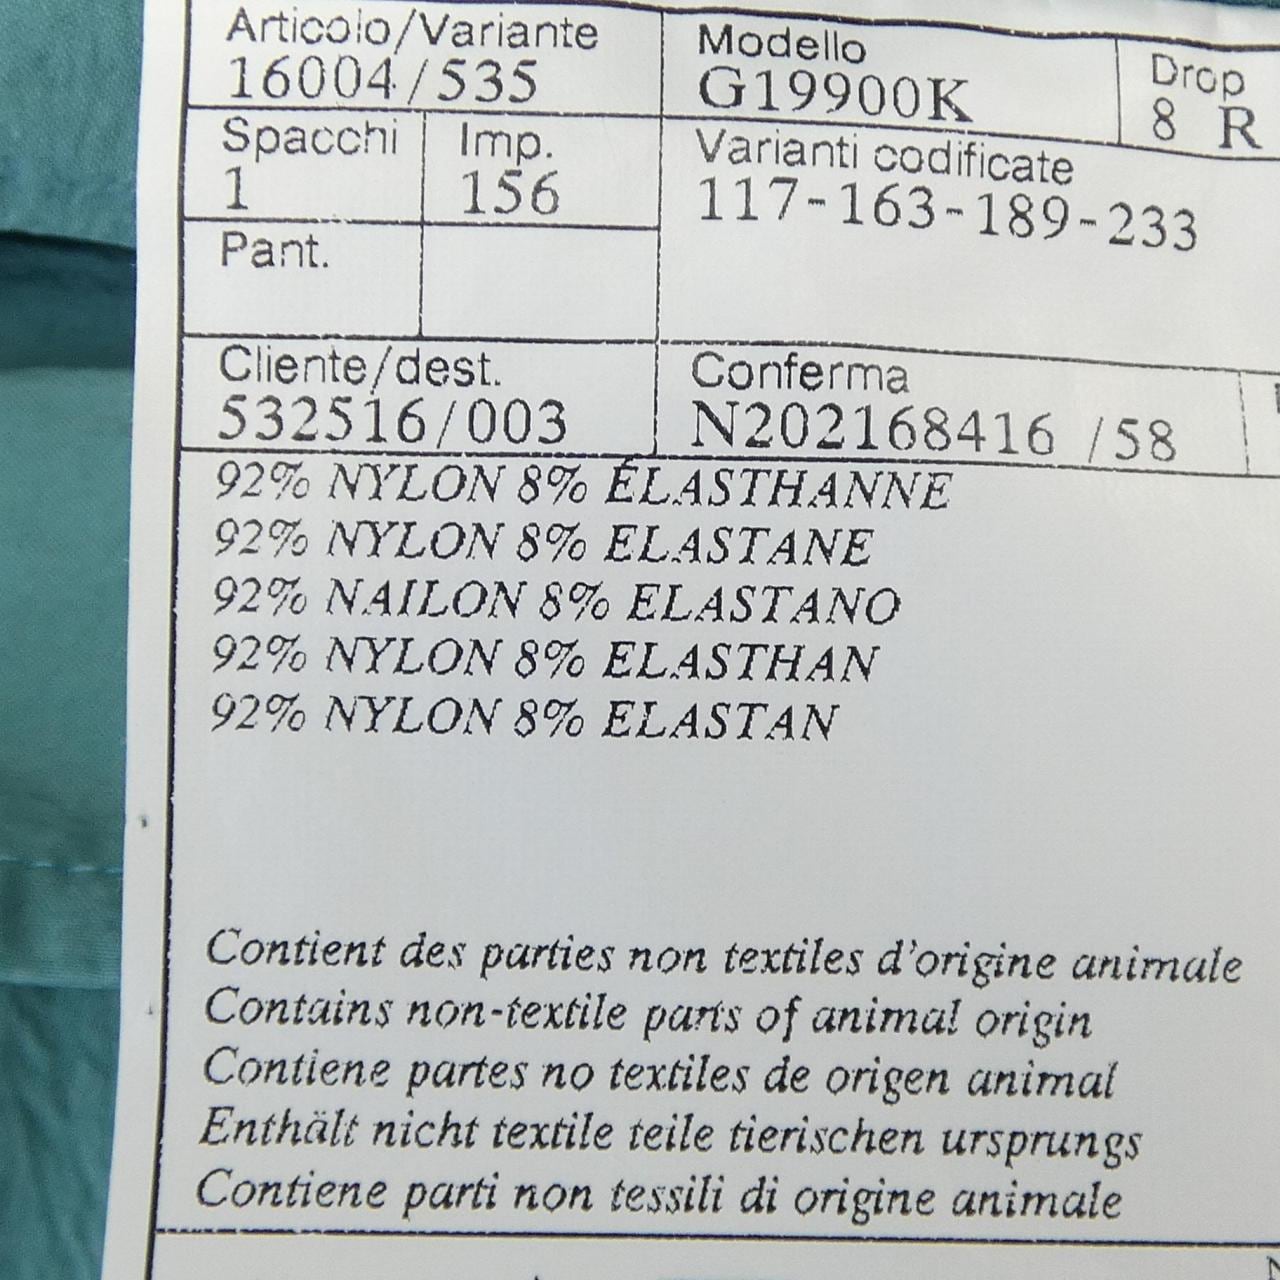 Articolo/Variante Modello Drop
16004/535 G19900K 8 R
Spacchi Imp. Varianti codificate
1 156 117-163-189-233
Pant.
Cliente/dest. Conferma
532516/003 N202168416 /58
92% NYLON 8% ÉLASTHANNE
92% NYLON 8% ELASTANE
92% NAILON 8% ELASTANO
92% NYLON 8% ELASTHAN
92% NYLON 8% ELASTAN
Contient des parties non textiles d'origine animale
Contains non-textile parts of animal origin
Contiene partes no textiles de origen animal
Enthält nicht textile teile tierischen ursprungs
Contiene parti non tessili di origine animale